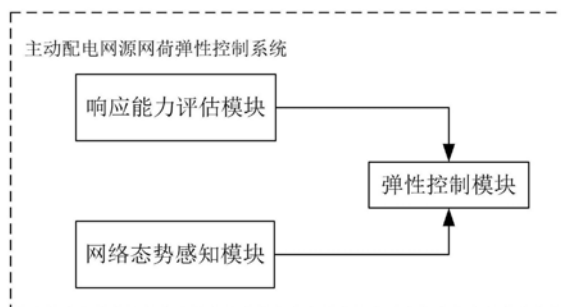 主动配电网源网荷弹性控制系统
响应能力评估模块
弹性控制模块
网络态势感知模块